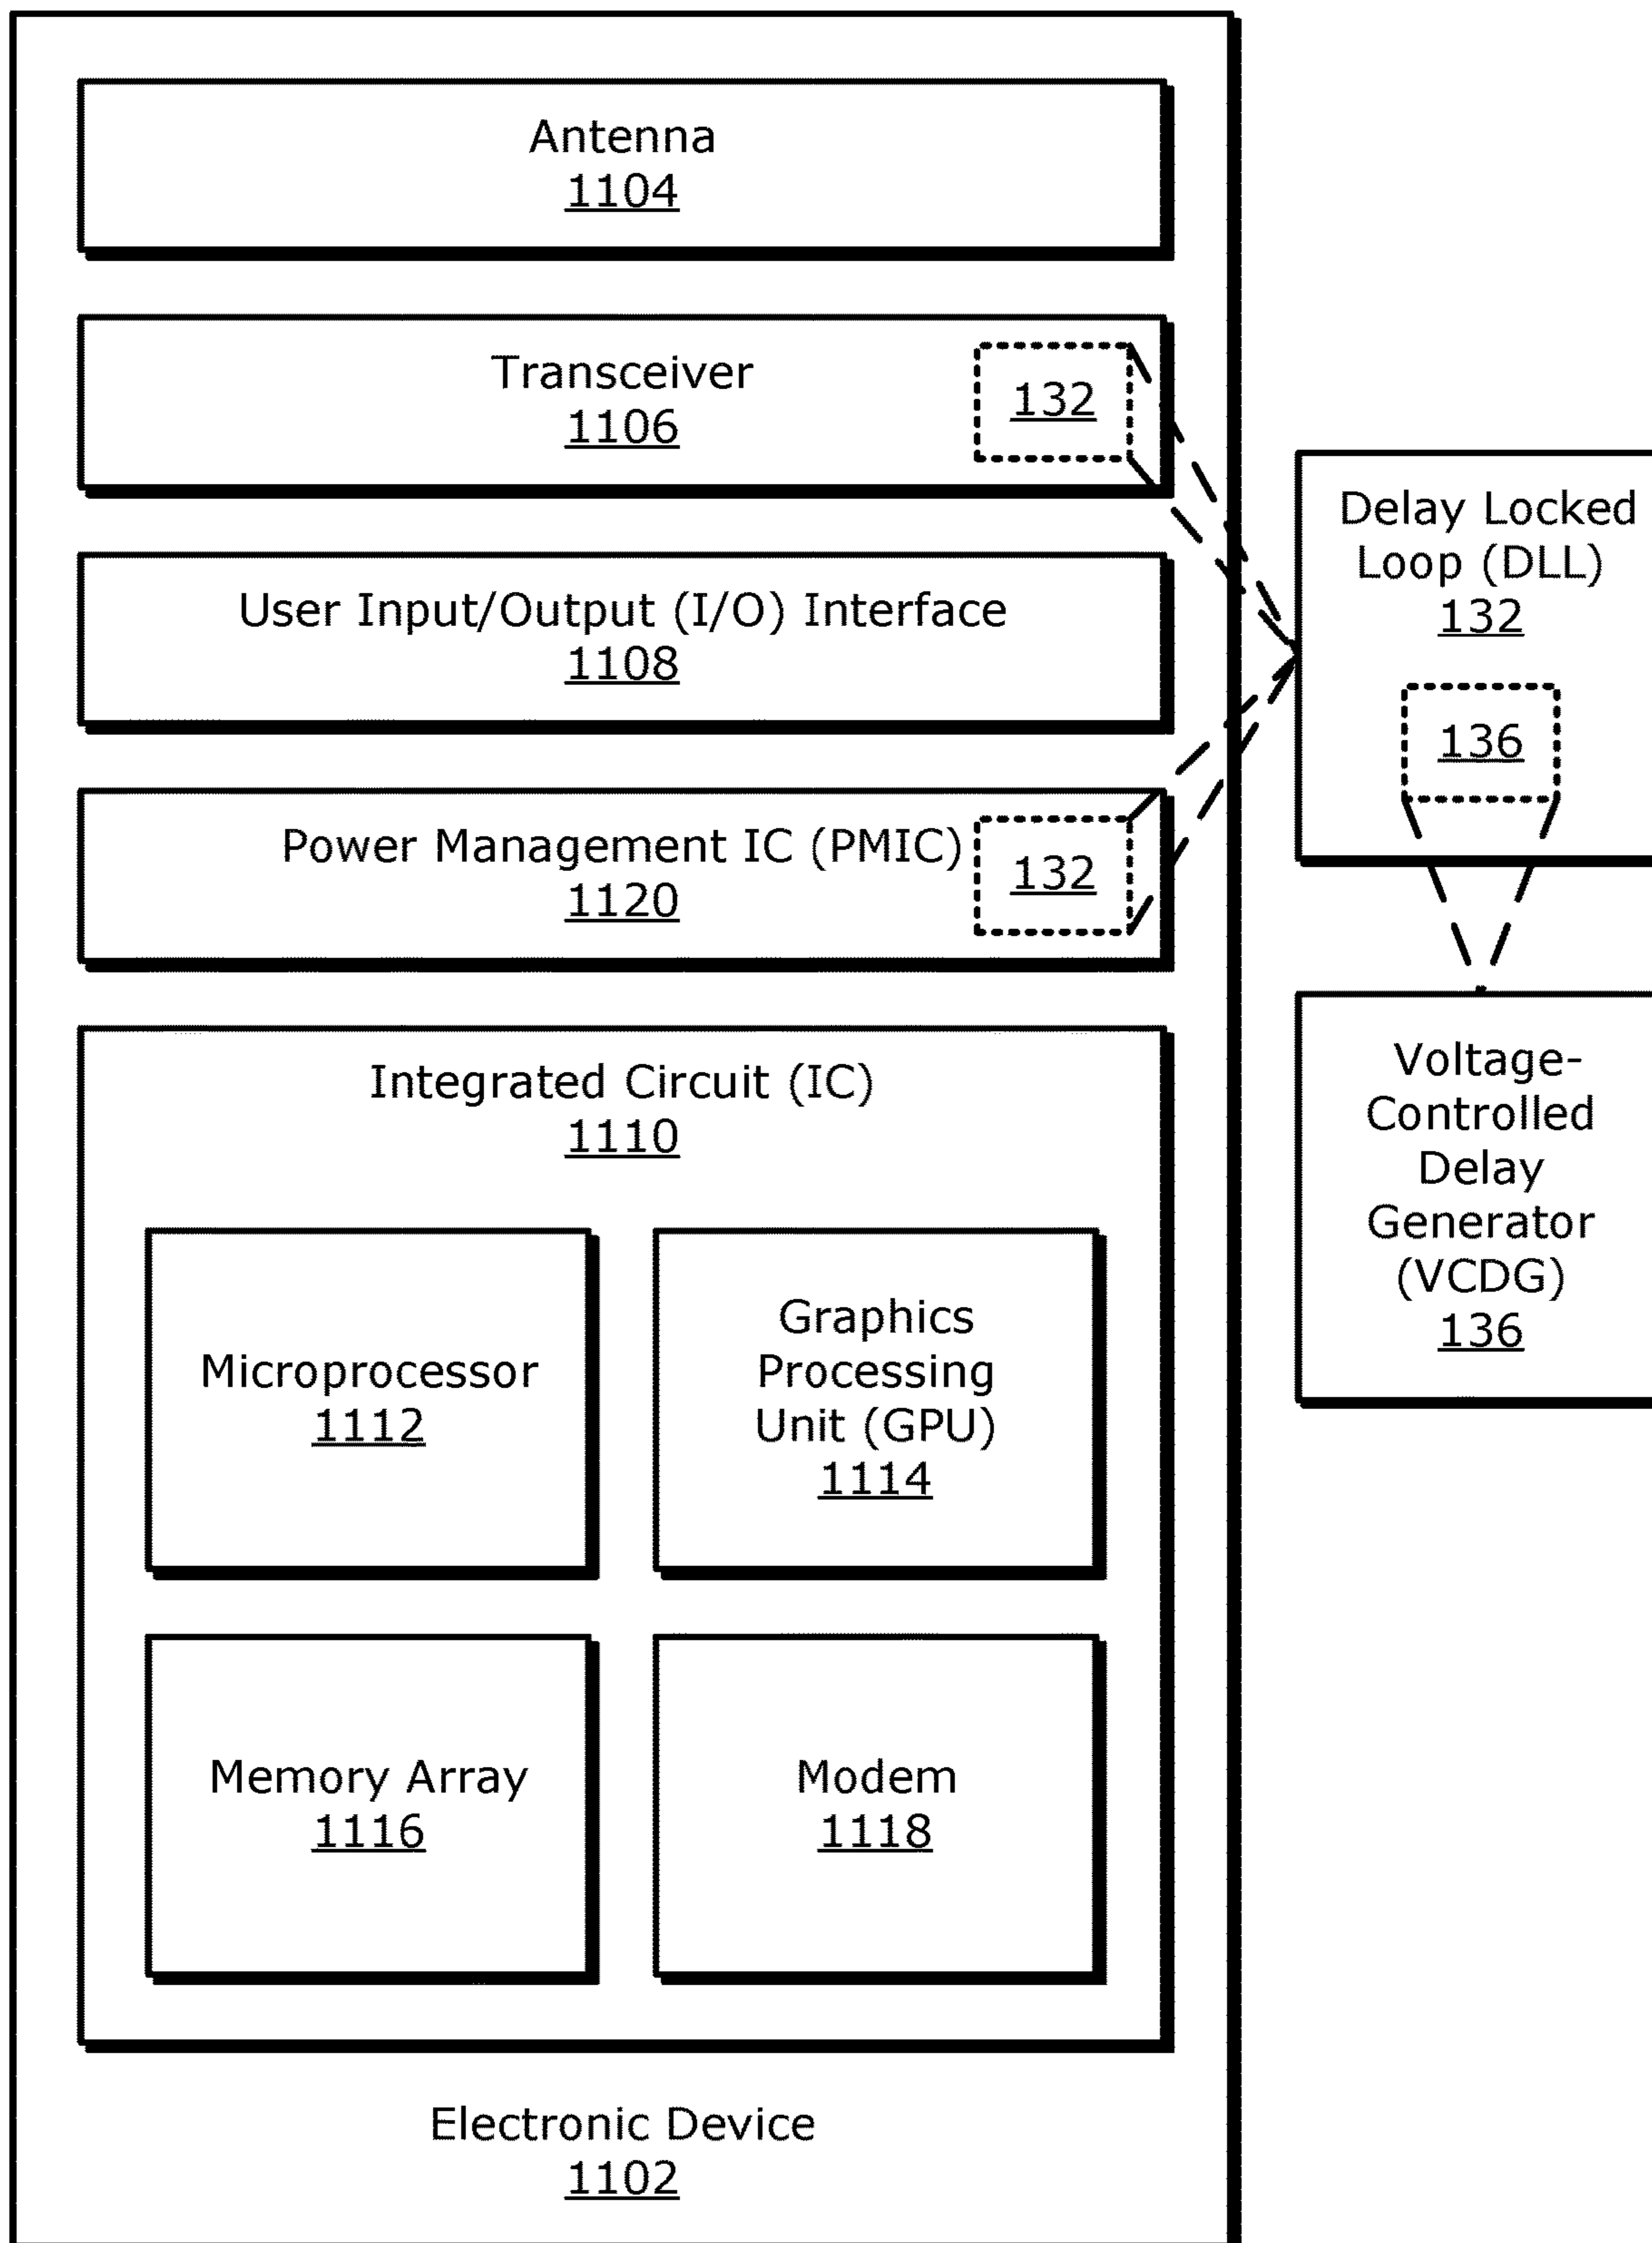 Antenna
1104
Transceiver
1106
132
User Input/Output (I/O) Interface
1108
Power Management IC (PMIC)
1120
132
Integrated Circuit (IC)
1110
Microprocessor
1112
Graphics
Processing
Unit (GPU)
1114
Memory Array
1116
Modem
1118
Electronic Device
1102
Delay Locked
Loop (DLL)
132
136
Voltage-
Controlled
Delay
Generator
(VCDG)
136